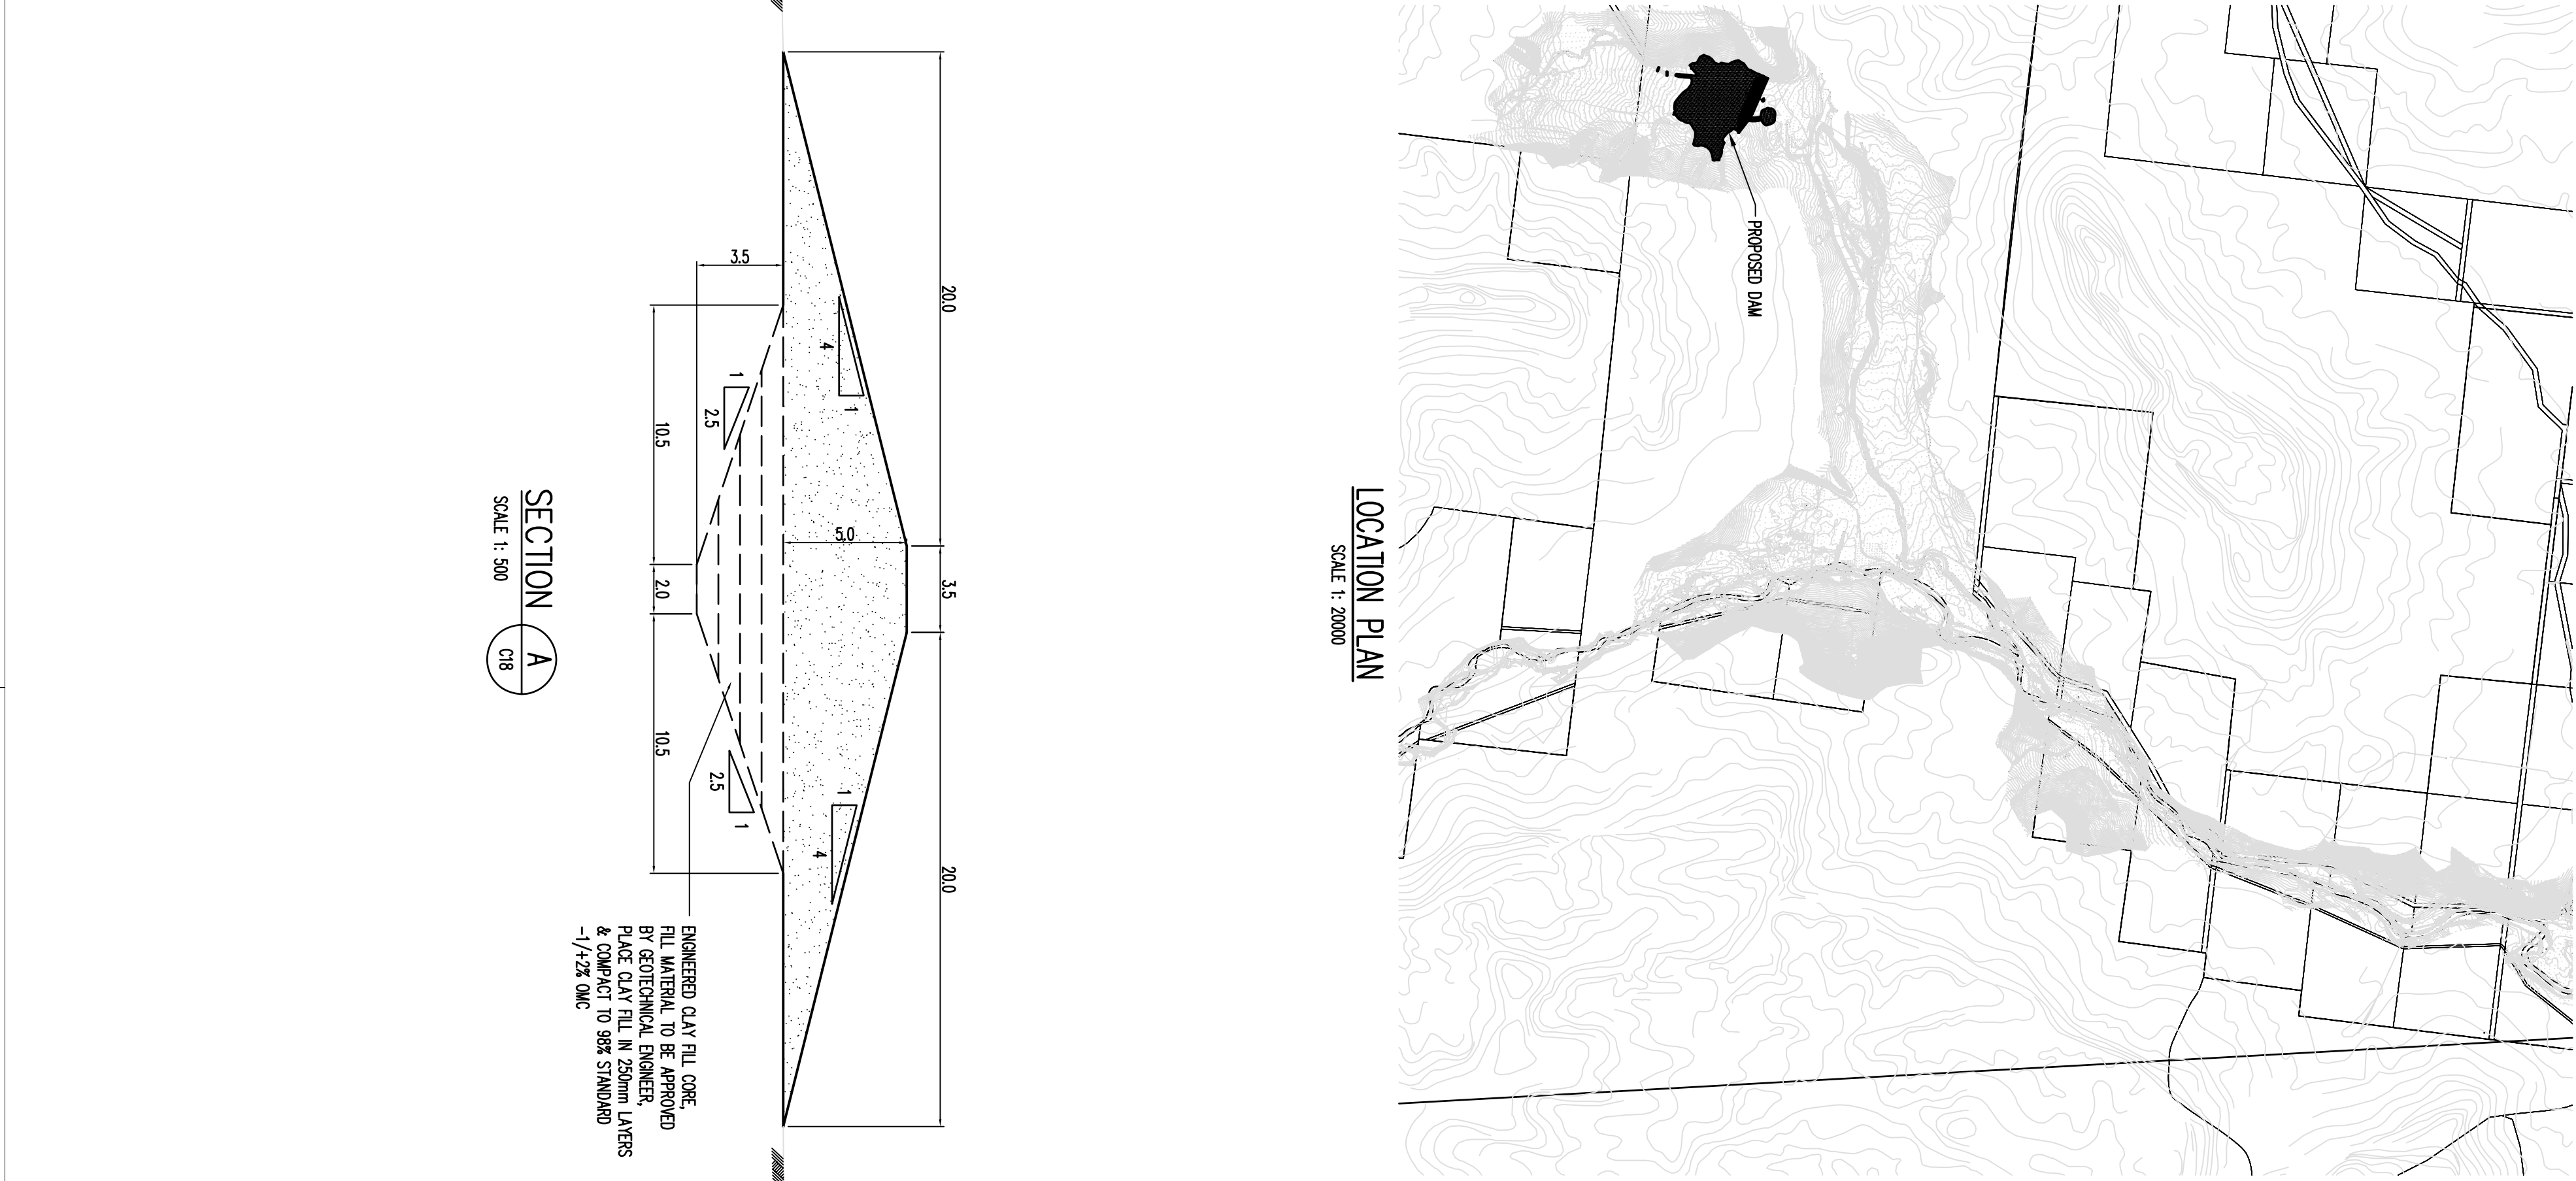 PROPOSED DAM
LOCATION PLAN
SCALE 1: 20000
20.0
3.5
20.0
4
1
5.0
1
4
3.5
1
2.5
2.5
1
10.5
2.0
10.5
ENGINEERED CLAY FILL CORE,
FILL MATERIAL TO BE APPROVED
BY GEOTECHNICAL ENGINEER,
PLACE CLAY FILL IN 250mm LAYERS
& COMPACT TO 98% STANDARD
-1/+2% OMC
SECTION
SCALE 1: 500
A
C18